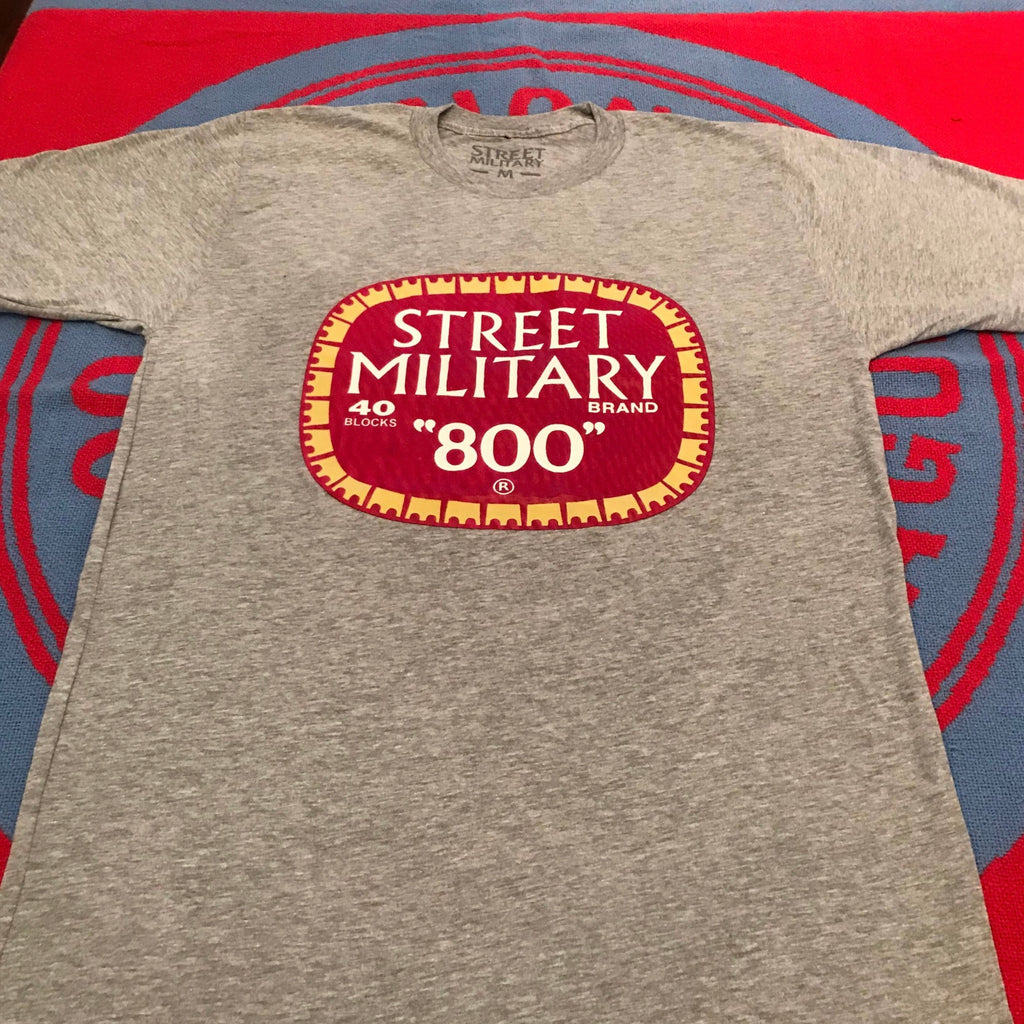 STREET
MILITARY
— M —
STREET
MILITARY
40 BRAND
BLOCKS
“800”
®